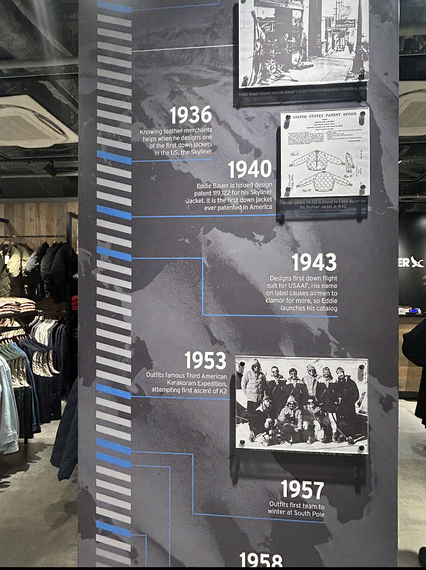 1936
Knowing feather merchants
helps when he designs one
of the first down jackets
in the US, the Skyliner
UNITED STATES PATENT OFFICE
1940
Eddie Bauer is issued design
patent 119,122 for his Skyliner
Jacket. It is the first down jacket
ever patented in America
1943
Designs first down flight
suit for USAAF. His name
on label causes airmen to
clamor for more, so Eddie
launches his catalog
ER
1953
Outfits famous Third American
Karakoram Expedition,
attempting first ascent of K2
1957
Outfits first team to
winter at South Pole
1958